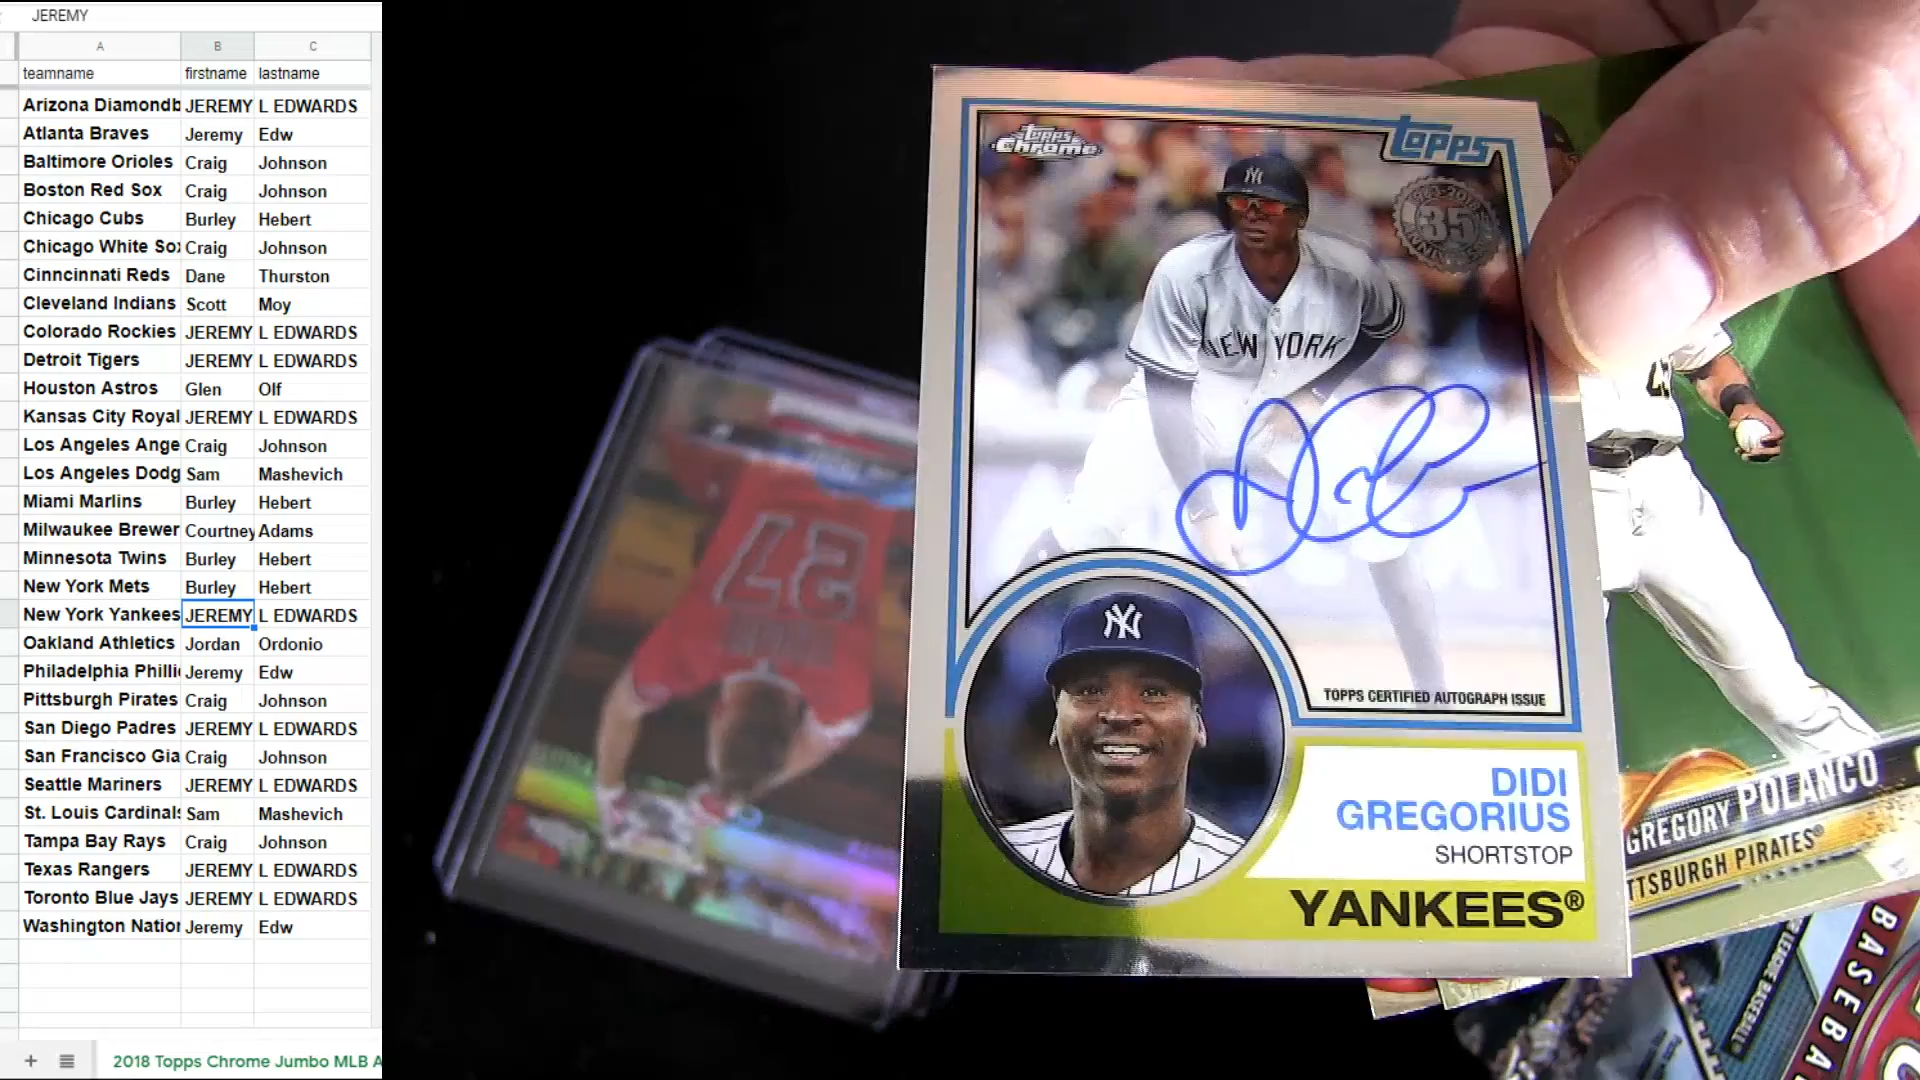 JEREMY
A B C
teamname firstname lastname
Arizona Diamondb JEREMY L EDWARDS
Atlanta Braves Jeremy Edw
Baltimore Orioles Craig Johnson
Boston Red Sox Craig Johnson
Chicago Cubs Burley Hebert
Chicago White Sox Craig Johnson
Cinncinnati Reds Dane Thurston
Cleveland Indians Scott Moy
Colorado Rockies JEREMY L EDWARDS
Detroit Tigers JEREMY L EDWARDS
Houston Astros Glen Olf
Kansas City Royal JEREMY L EDWARDS
Los Angeles Ange Craig Johnson
Los Angeles Dodg Sam Mashevich
Miami Marlins Burley Hebert
Milwaukee Brewer Courtney Adams
Minnesota Twins Burley Hebert
New York Mets Burley Hebert
New York Yankees JEREMY L EDWARDS
Oakland Athletics Jordan Ordonio
Philadelphia Philli Jeremy Edw
Pittsburgh Pirates Craig Johnson
San Diego Padres JEREMY L EDWARDS
San Francisco Gia Craig Johnson
Seattle Mariners JEREMY L EDWARDS
St. Louis Cardinals Sam Mashevich
Tampa Bay Rays Craig Johnson
Texas Rangers JEREMY L EDWARDS
Toronto Blue Jays JEREMY L EDWARDS
Washington Nation Jeremy Edw
2018 Topps Chrome Jumbo MLB A
Topps Chrome
topps
35
NY
NEW YORK
NY
TOPPS CERTIFIED AUTOGRAPH ISSUE
DIDI
GREGORIUS
SHORTSTOP
YANKEES®
27
GREGORY POLANCO
TTSBURGH PIRATES®
BASEBALL
BASEBA